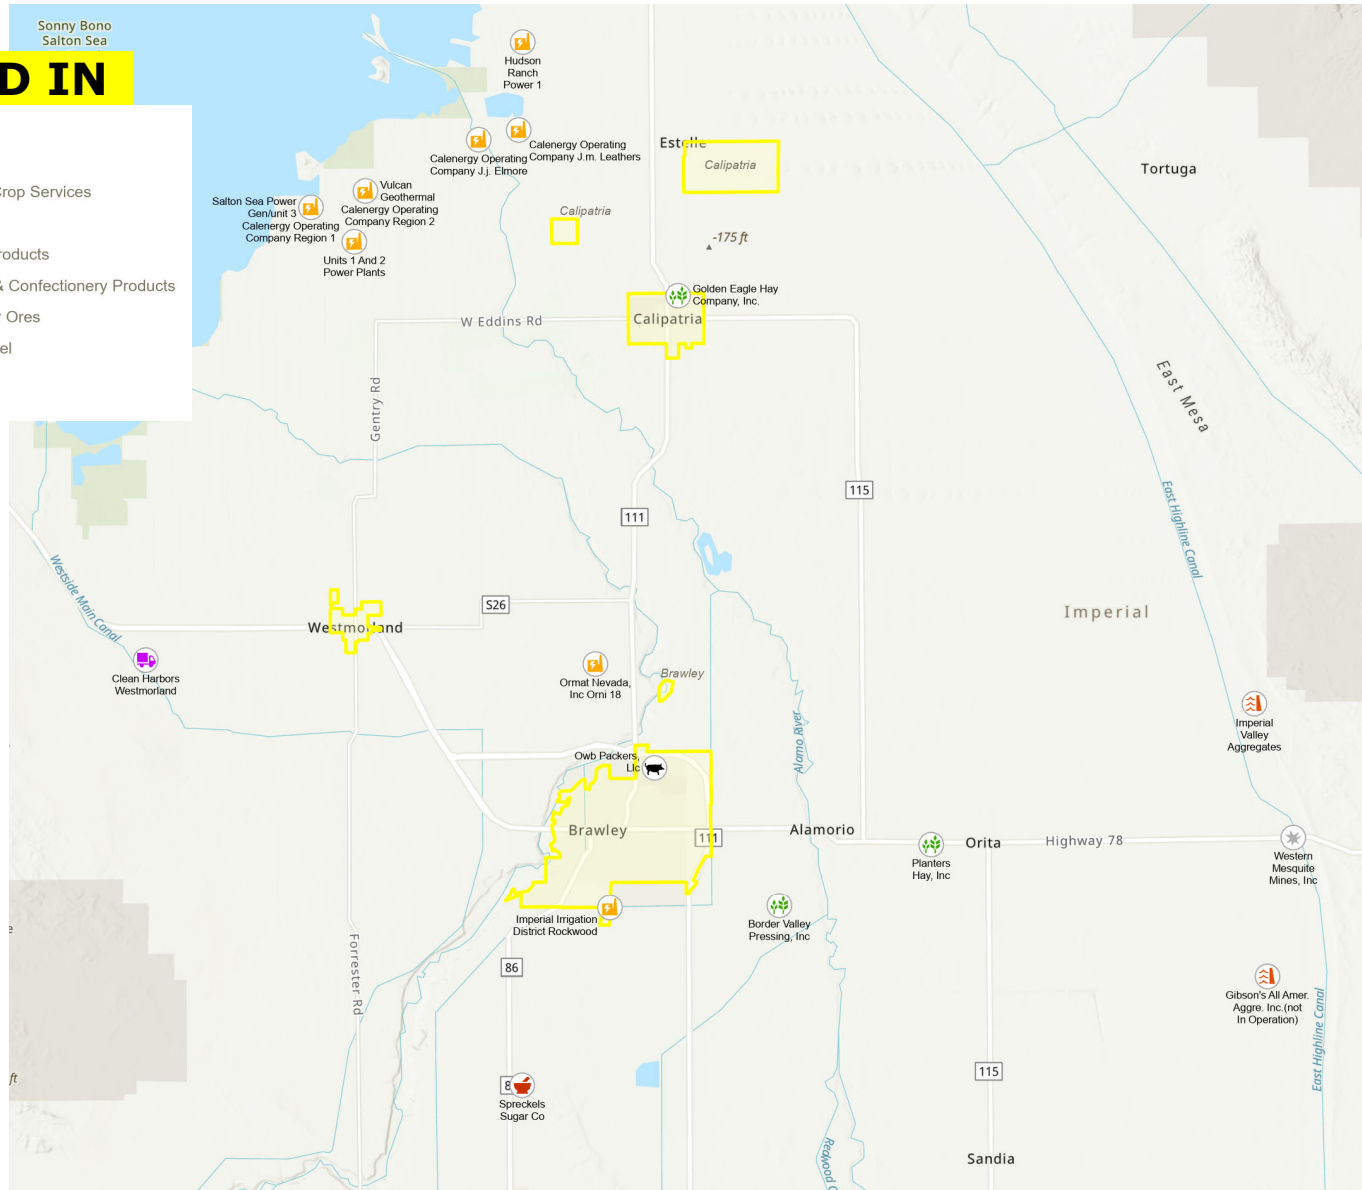 Sonny Bono
Salton Sea
D IN
Crop Services
roducts
& Confectionery Products
r Ores
el
Hudson
Ranch
Power 1
Calenergy Operating
Company J.m. Leathers
Calenergy Operating
Company J.j. Elmore
Estelle
Calipatria
Tortuga
Vulcan
Geothermal
Calenergy Operating
Company Region 2
Salton Sea Power
Gen/unit 3
Calenergy Operating
Company Region 1
Units 1 And 2
Power Plants
Calipatria
-175 ft
Golden Eagle Hay
Company, Inc.
Calipatria
W Eddins Rd
Gentry Rd
East Mesa
115
111
East Highline Canal
Westside Main Canal
S26
Westmorland
Imperial
Clean Harbors
Westmorland
Ormat Nevada,
Inc Orni 18
Brawley
Alamo River
Imperial
Valley
Aggregates
Owb Packers,
Llc
Brawley
111
Alamorio
Planters
Hay, Inc
Orita
Highway 78
Western
Mesquite
Mines, Inc
Imperial Irrigation
District Rockwood
Border Valley
Pressing, Inc
e
Forrester Rd
86
Gibson's All Amer.
Aggre. Inc.(not
In Operation)
East Highline Canal
ft
8
Spreckels
Sugar Co
115
Redwood C
Sandia